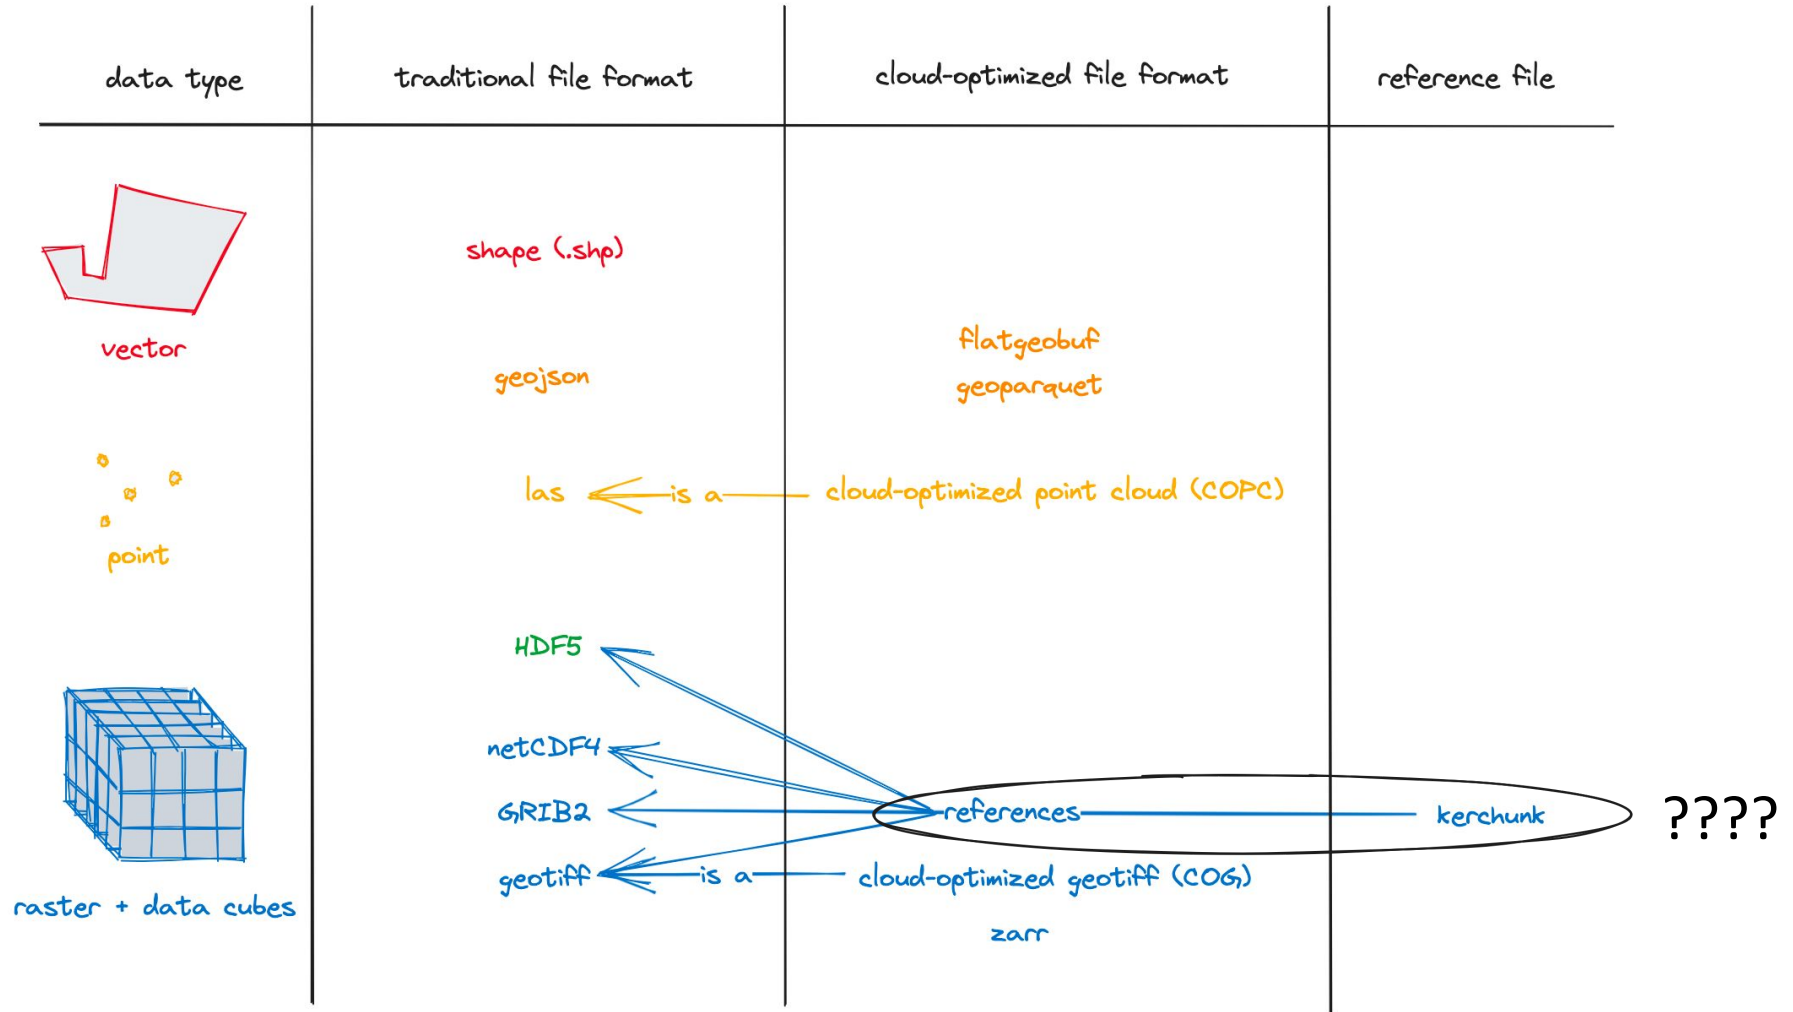 data type
traditional file format
cloud-optimized file format
reference file
shape (.shp)
vector
flatgeobuf
geojson
geoparquet
las
is a
cloud-optimized point cloud (COPC)
point
HDF5
netCDF4
GRIB2
references
kerchunk
????
geotiff
is a
cloud-optimized geotiff (COG)
raster + data cubes
zarr